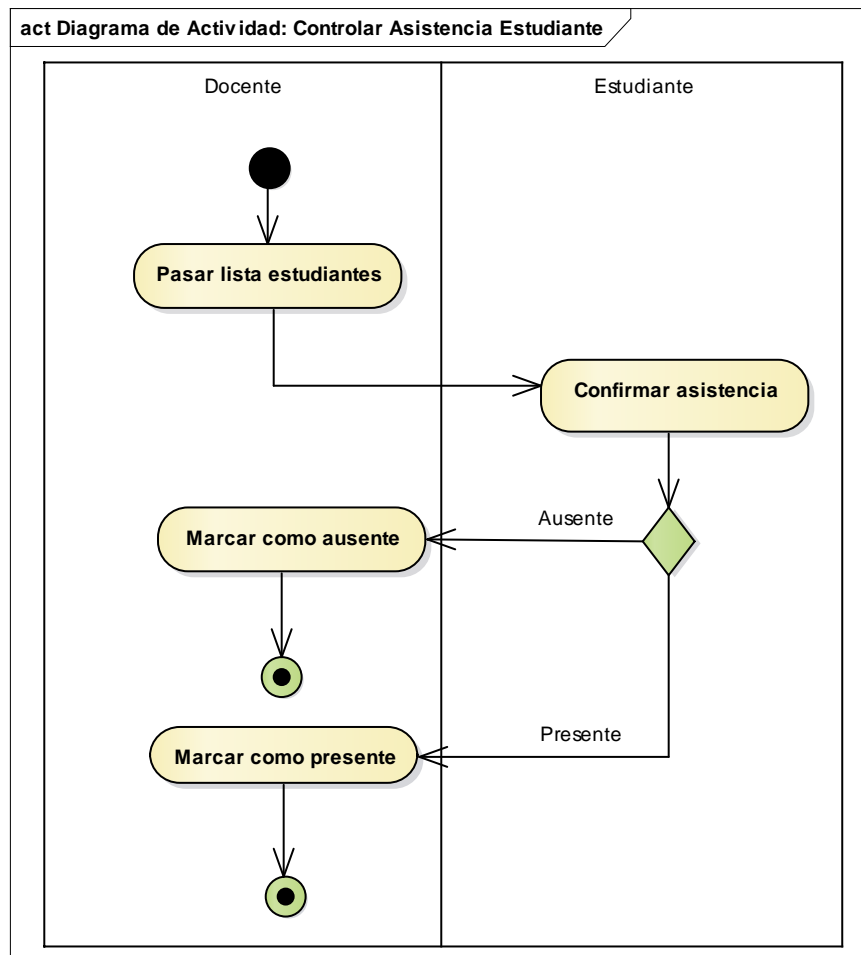 act Diagrama de Actividad: Controlar Asistencia Estudiante
Docente
Estudiante
Pasar lista estudiantes
Confirmar asistencia
Ausente
Marcar como ausente
Presente
Marcar como presente